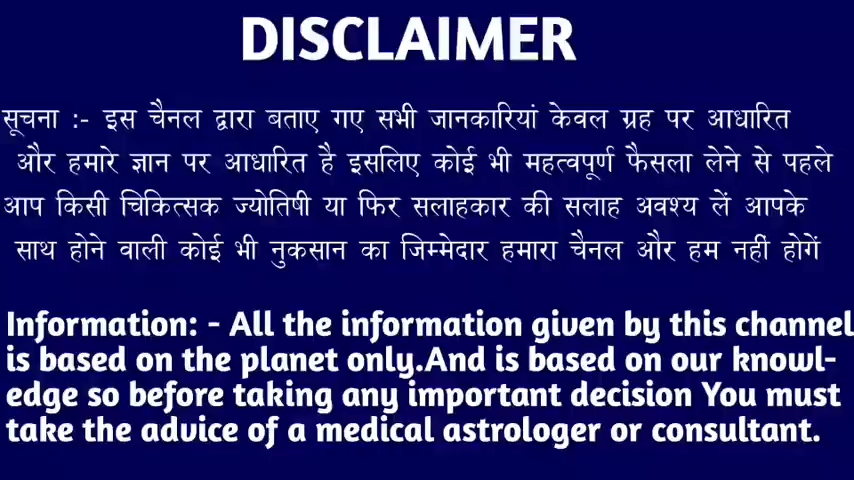 DISCLAIMER
सूचना :- इस चैनल द्वारा बताए गए सभी जानकारियां केवल ग्रह पर आधारित
और हमारे ज्ञान पर आधारित है इसलिए कोई भी महत्वपूर्ण फैसला लेने से पहले
आप किसी चिकित्सक ज्योतिषी या फिर सलाहकार की सलाह अवश्य लें आपके
साथ होने वाली कोई भी नुकसान का जिम्मेदार हमारा चैनल और हम नहीं होगें
Information: - All the information given by this channel
is based on the planet only.And is based on our knowl-
edge so before taking any important decision You must
take the advice of a medical astrologer or consultant.